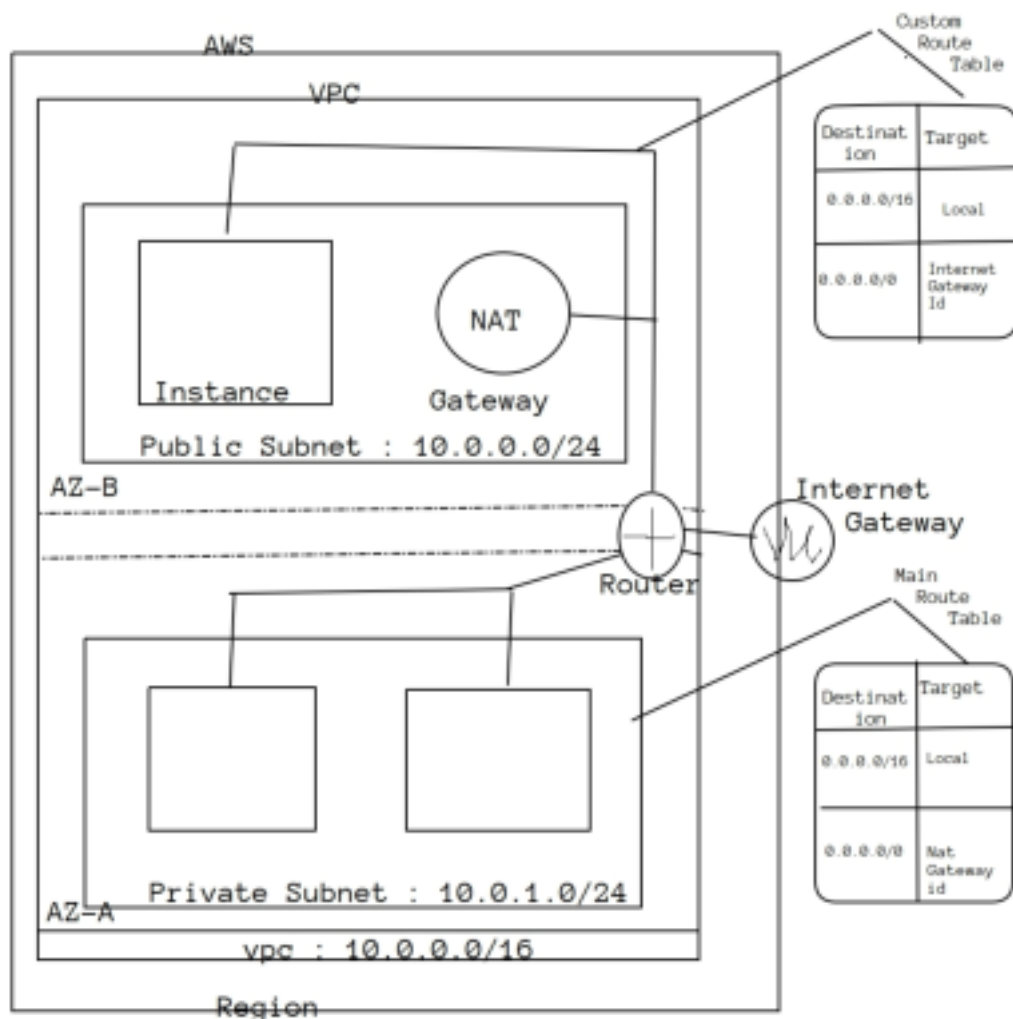 AWS
VPC
Custom
Route
Table
Destinat
ion
Target
0.0.0.0/16
Local
0.0.0.0/0
Internet
Gateway
Id
NAT
Gateway
Instance
Public Subnet : 10.0.0.0/24
AZ-B
Internet
Gateway
Router
Main
Route
Table
Destinat
ion
Target
0.0.0.0/16
Local
0.0.0.0/0
Nat
Gateway
id
Private Subnet : 10.0.1.0/24
AZ-A
vpc : 10.0.0.0/16
Region